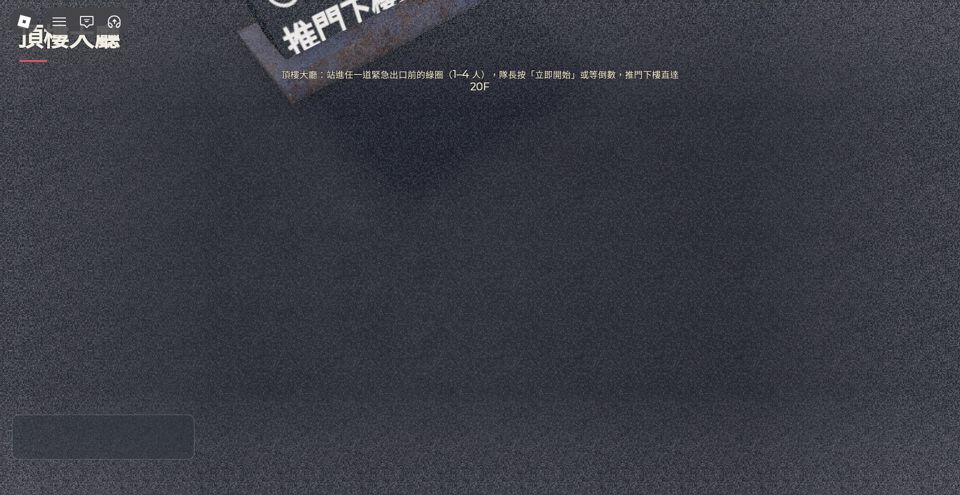 推門下樓
頂樓大廳
頂樓大廳：站進任一道緊急出口前的綠圈（1–4 人），隊長按「立即開始」或等倒數，推門下樓直達
20F